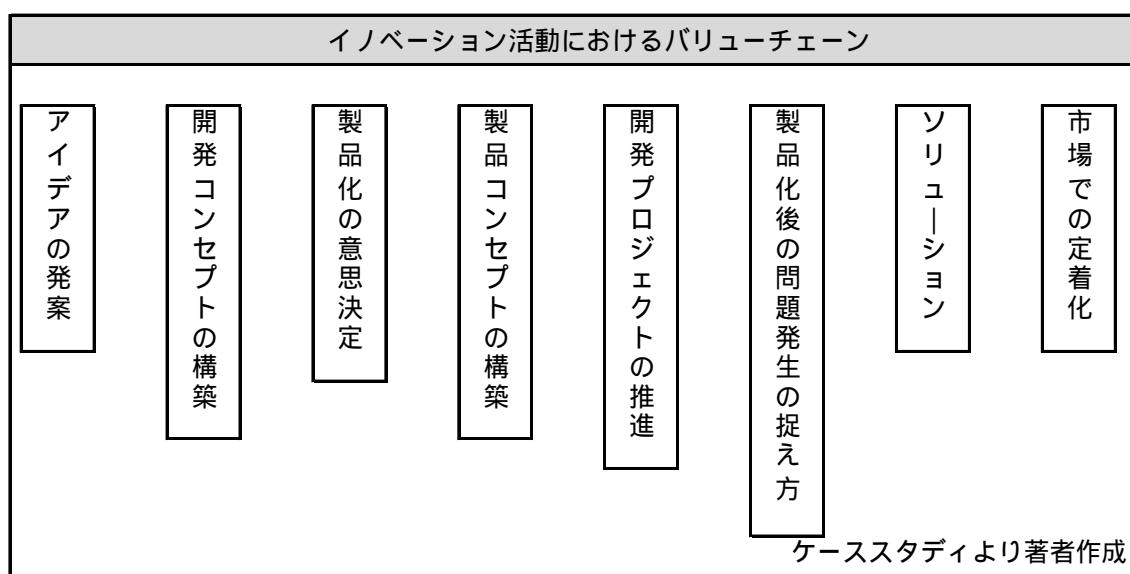 イノベーション活動におけるバリューチェーン
アイデアの発案
開発コンセプトの構築
製品化の意思決定
製品コンセプトの構築
開発プロジェクトの推進
製品化後の問題発生の捉え方
ソリューション
市場での定着化
ケーススタディより著者作成